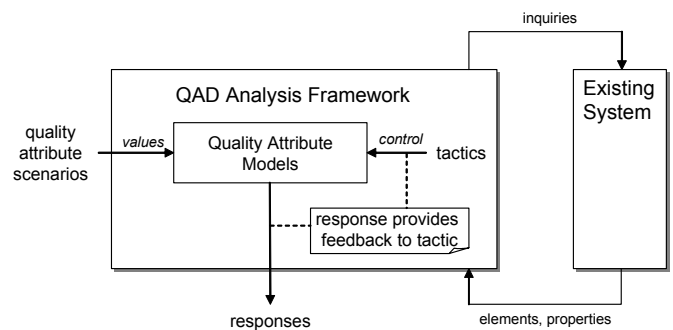 inquiries
QAD Analysis Framework
Existing
System
quality
attribute
scenarios
values
Quality Attribute
Models
control
tactics
response provides
feedback to tactic
responses
elements, properties